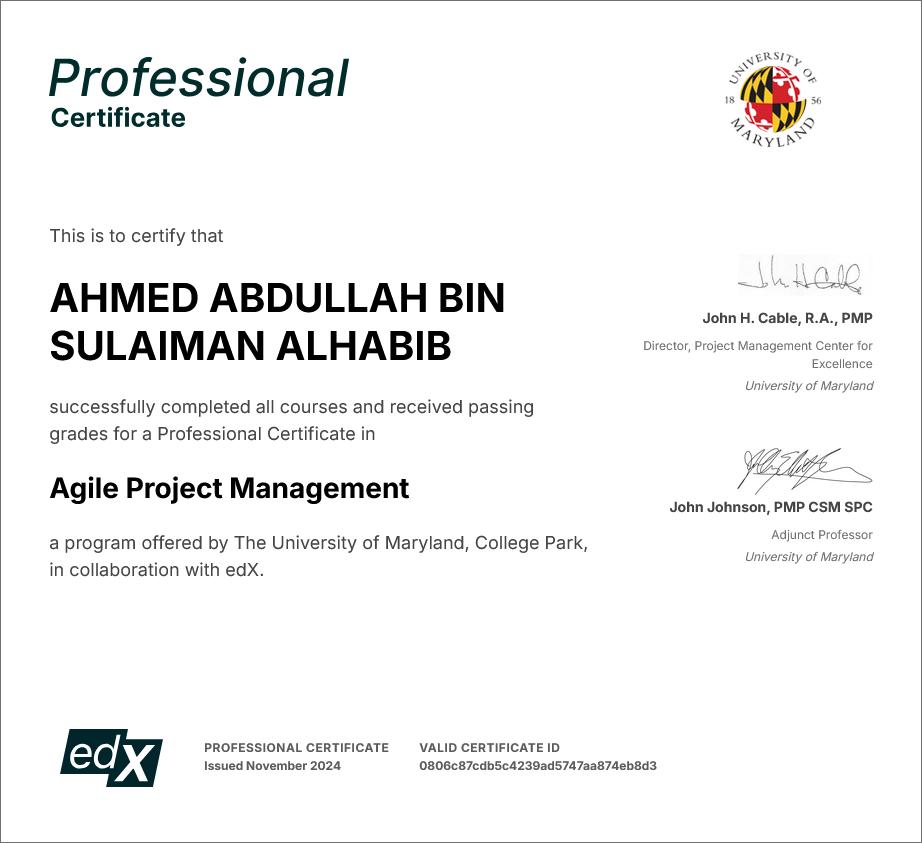 Professional
Certificate
UNIVERSITY OF
18 56
MARYLAND
This is to certify that
AHMED ABDULLAH BIN
SULAIMAN ALHABIB
successfully completed all courses and received passing
grades for a Professional Certificate in
Agile Project Management
a program offered by The University of Maryland, College Park,
in collaboration with edX.
John H Cable
John H. Cable, R.A., PMP
Director, Project Management Center for
Excellence
University of Maryland
John Johnson, PMP CSM SPC
Adjunct Professor
University of Maryland
edX
PROFESSIONAL CERTIFICATE
Issued November 2024
VALID CERTIFICATE ID
0806c87cdb5c4239ad5747aa874eb8d3